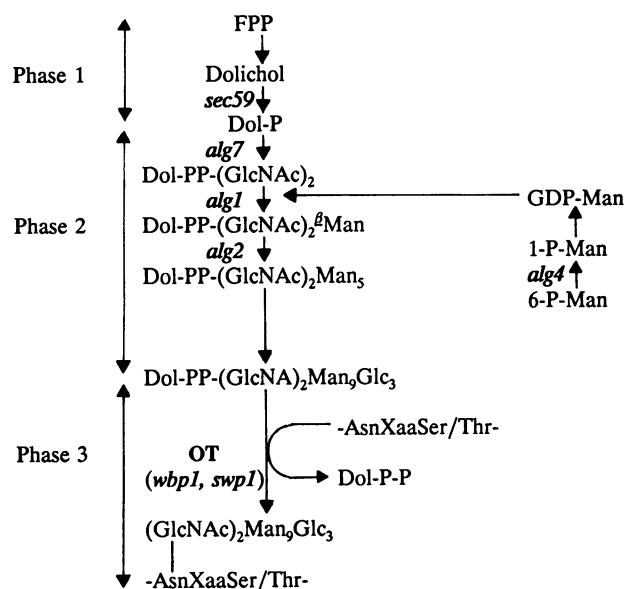 FPP
Phase 1
Dolichol
sec59
Dol-P
alg7
Dol-PP-(GlcNAc)₂
alg1
GDP-Man
Phase 2
Dol-PP-(GlcNAc)₂βMan
1-P-Man
alg2
alg4
Dol-PP-(GlcNAc)₂Man₅
6-P-Man
Dol-PP-(GlcNA)₂Man₉Glc₃
-AsnXaaSer/Thr-
Phase 3
OT
(wbp1, swp1)
Dol-P-P
(GlcNAc)₂Man₉Glc₃
-AsnXaaSer/Thr-